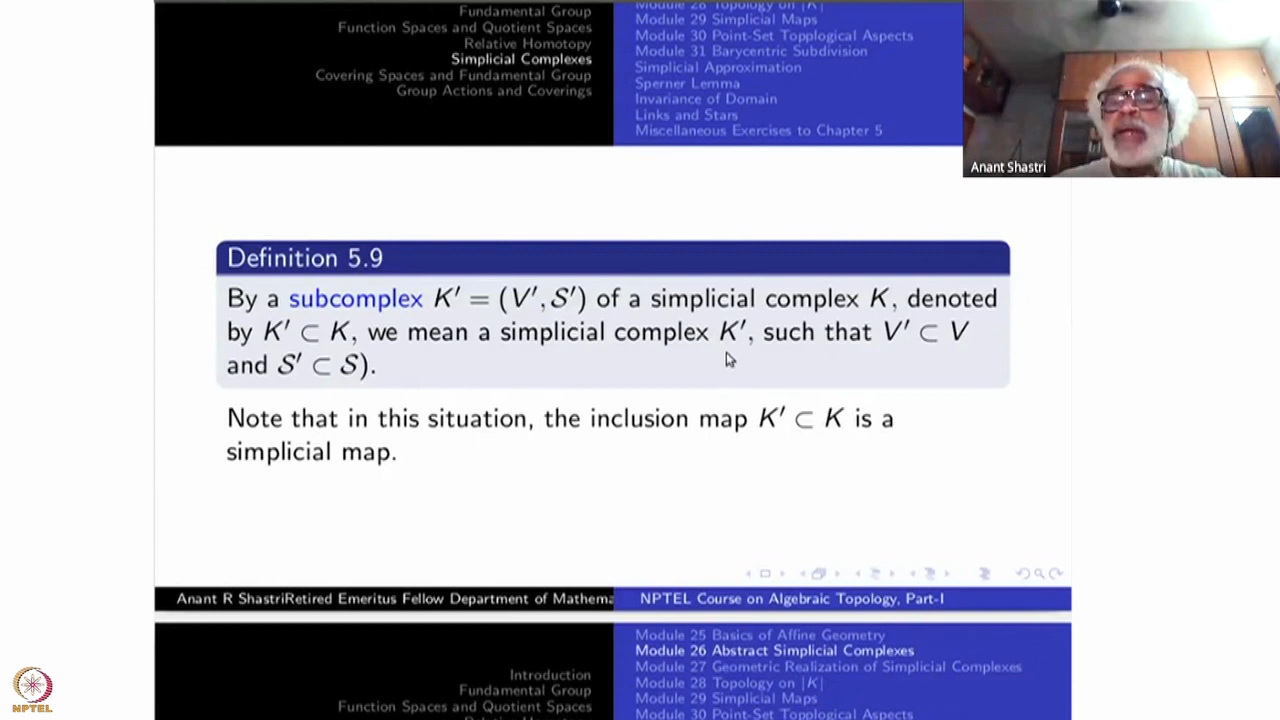 Fundamental Group
Function Spaces and Quotient Spaces
Relative Homotopy
Simplicial Complexes
Covering Spaces and Fundamental Group
Group Actions and Coverings
Module 28 Topology on |K|
Module 29 Simplicial Maps
Module 30 Point-Set Topplogical Aspects
Module 31 Barycentric Subdivision
Simplicial Approximation
Sperner Lemma
Invariance of Domain
Links and Stars
Miscellaneous Exercises to Chapter 5
Anant Shastri
Definition 5.9
By a subcomplex K′ = (V′, S′) of a simplicial complex K, denoted
by K′ ⊂ K, we mean a simplicial complex K′, such that V′ ⊂ V
and S′ ⊂ S).
Note that in this situation, the inclusion map K′ ⊂ K is a
simplicial map.
Anant R ShastriRetired Emeritus Fellow Department of Mathema
NPTEL Course on Algebraic Topology, Part-I
Introduction
Fundamental Group
Function Spaces and Quotient Spaces
Module 25 Basics of Affine Geometry
Module 26 Abstract Simplicial Complexes
Module 27 Geometric Realization of Simplicial Complexes
Module 28 Topology on |K|
Module 29 Simplicial Maps
Module 30 Point-Set Topplogical Aspects
NPTEL